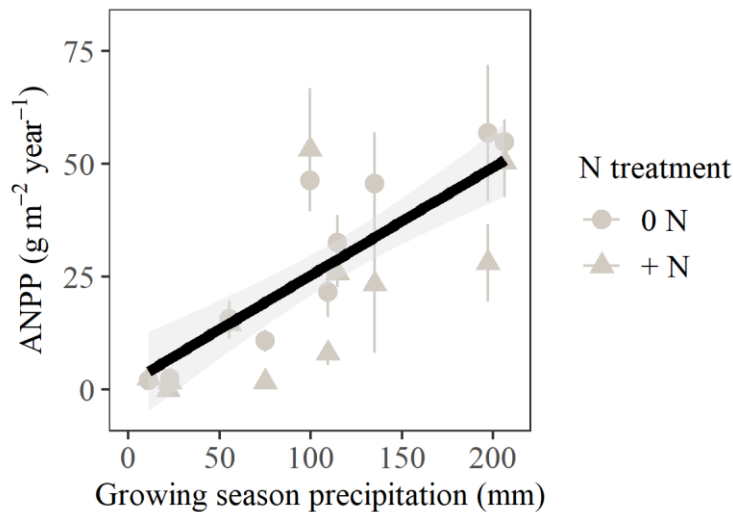 75
50
25
0
ANPP (g m⁻² year⁻¹)
0 50 100 150 200
Growing season precipitation (mm)
N treatment
0 N
+ N